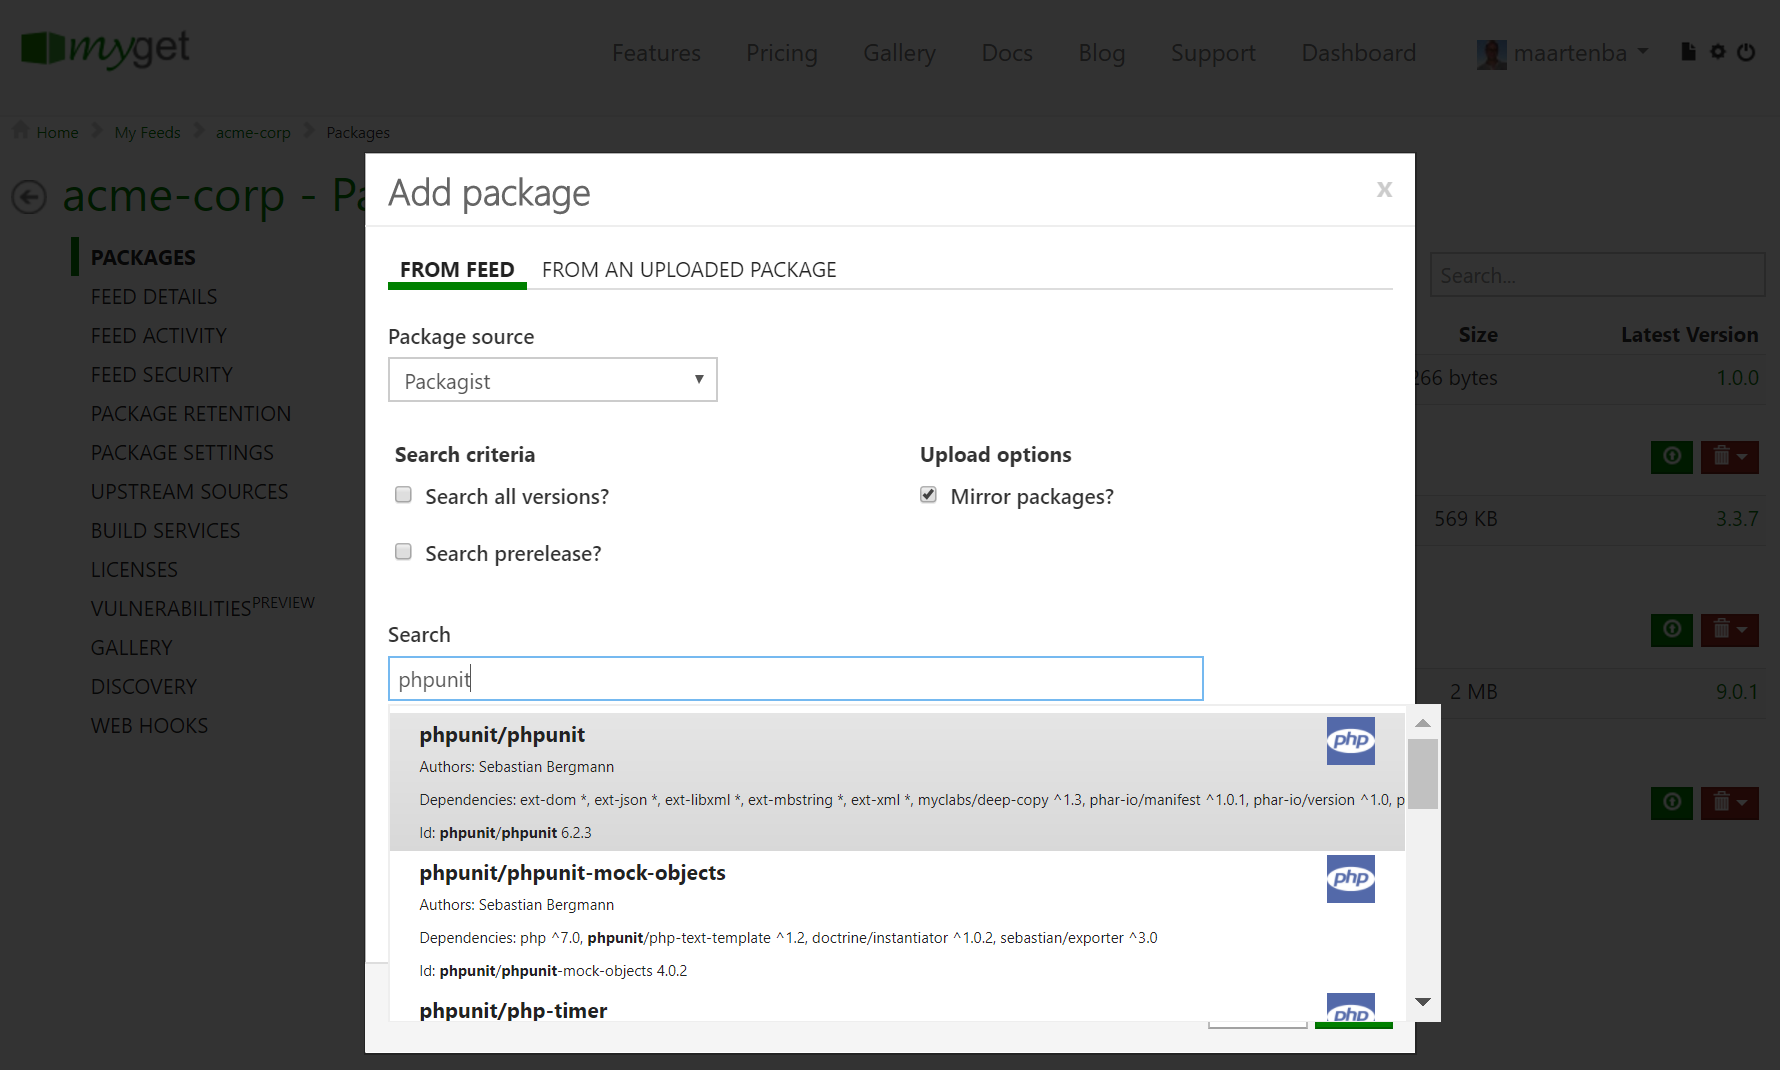 myget
Features Pricing Gallery Docs Blog Support Dashboard maartenba
Home My Feeds acme-corp Packages
acme-corp -
Add package
x
PACKAGES
FEED DETAILS
FEED ACTIVITY
FEED SECURITY
PACKAGE RETENTION
PACKAGE SETTINGS
UPSTREAM SOURCES
BUILD SERVICES
LICENSES
VULNERABILITIES PREVIEW
GALLERY
DISCOVERY
WEB HOOKS
FROM FEED FROM AN UPLOADED PACKAGE
Package source
Packagist
Search criteria
Search all versions?
Search prerelease?
Upload options
Mirror packages?
Search
phpunit
phpunit/phpunit
php
Authors: Sebastian Bergmann
Dependencies: ext-dom *, ext-json *, ext-libxml *, ext-mbstring *, ext-xml *, myclabs/deep-copy ^1.3, phar-io/manifest ^1.0.1, phar-io/version ^1.0, p
Id: phpunit/phpunit 6.2.3
phpunit/phpunit-mock-objects
php
Authors: Sebastian Bergmann
Dependencies: php ^7.0, phpunit/php-text-template ^1.2, doctrine/instantiator ^1.0.2, sebastian/exporter ^3.0
Id: phpunit/phpunit-mock-objects 4.0.2
phpunit/php-timer
php
Search...
Size Latest Version
266 bytes 1.0.0
569 KB 3.3.7
2 MB 9.0.1